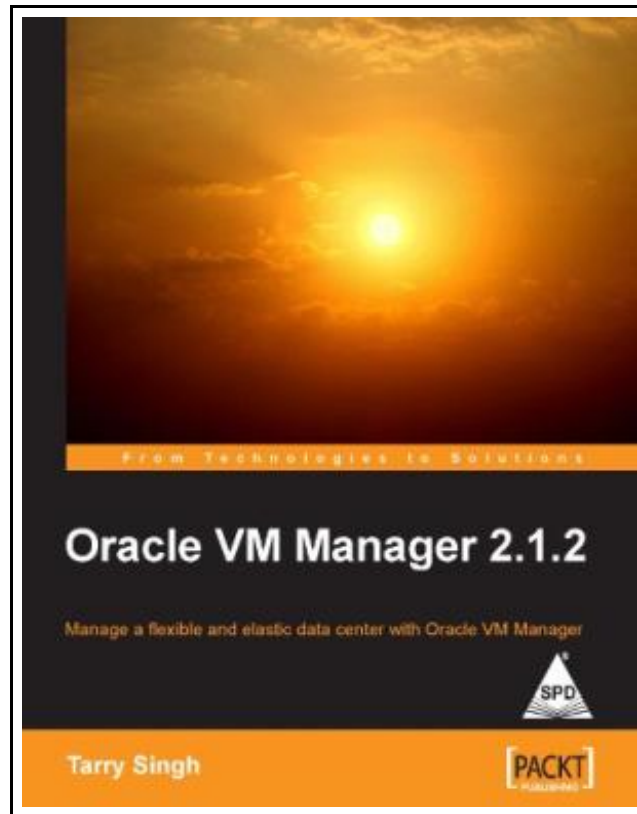 From Technologies to Solutions
Oracle VM Manager 2.1.2
Manage a flexible and elastic data center with Oracle VM Manager
SPD
Tarry Singh
[PACKT]
PUBLISHING